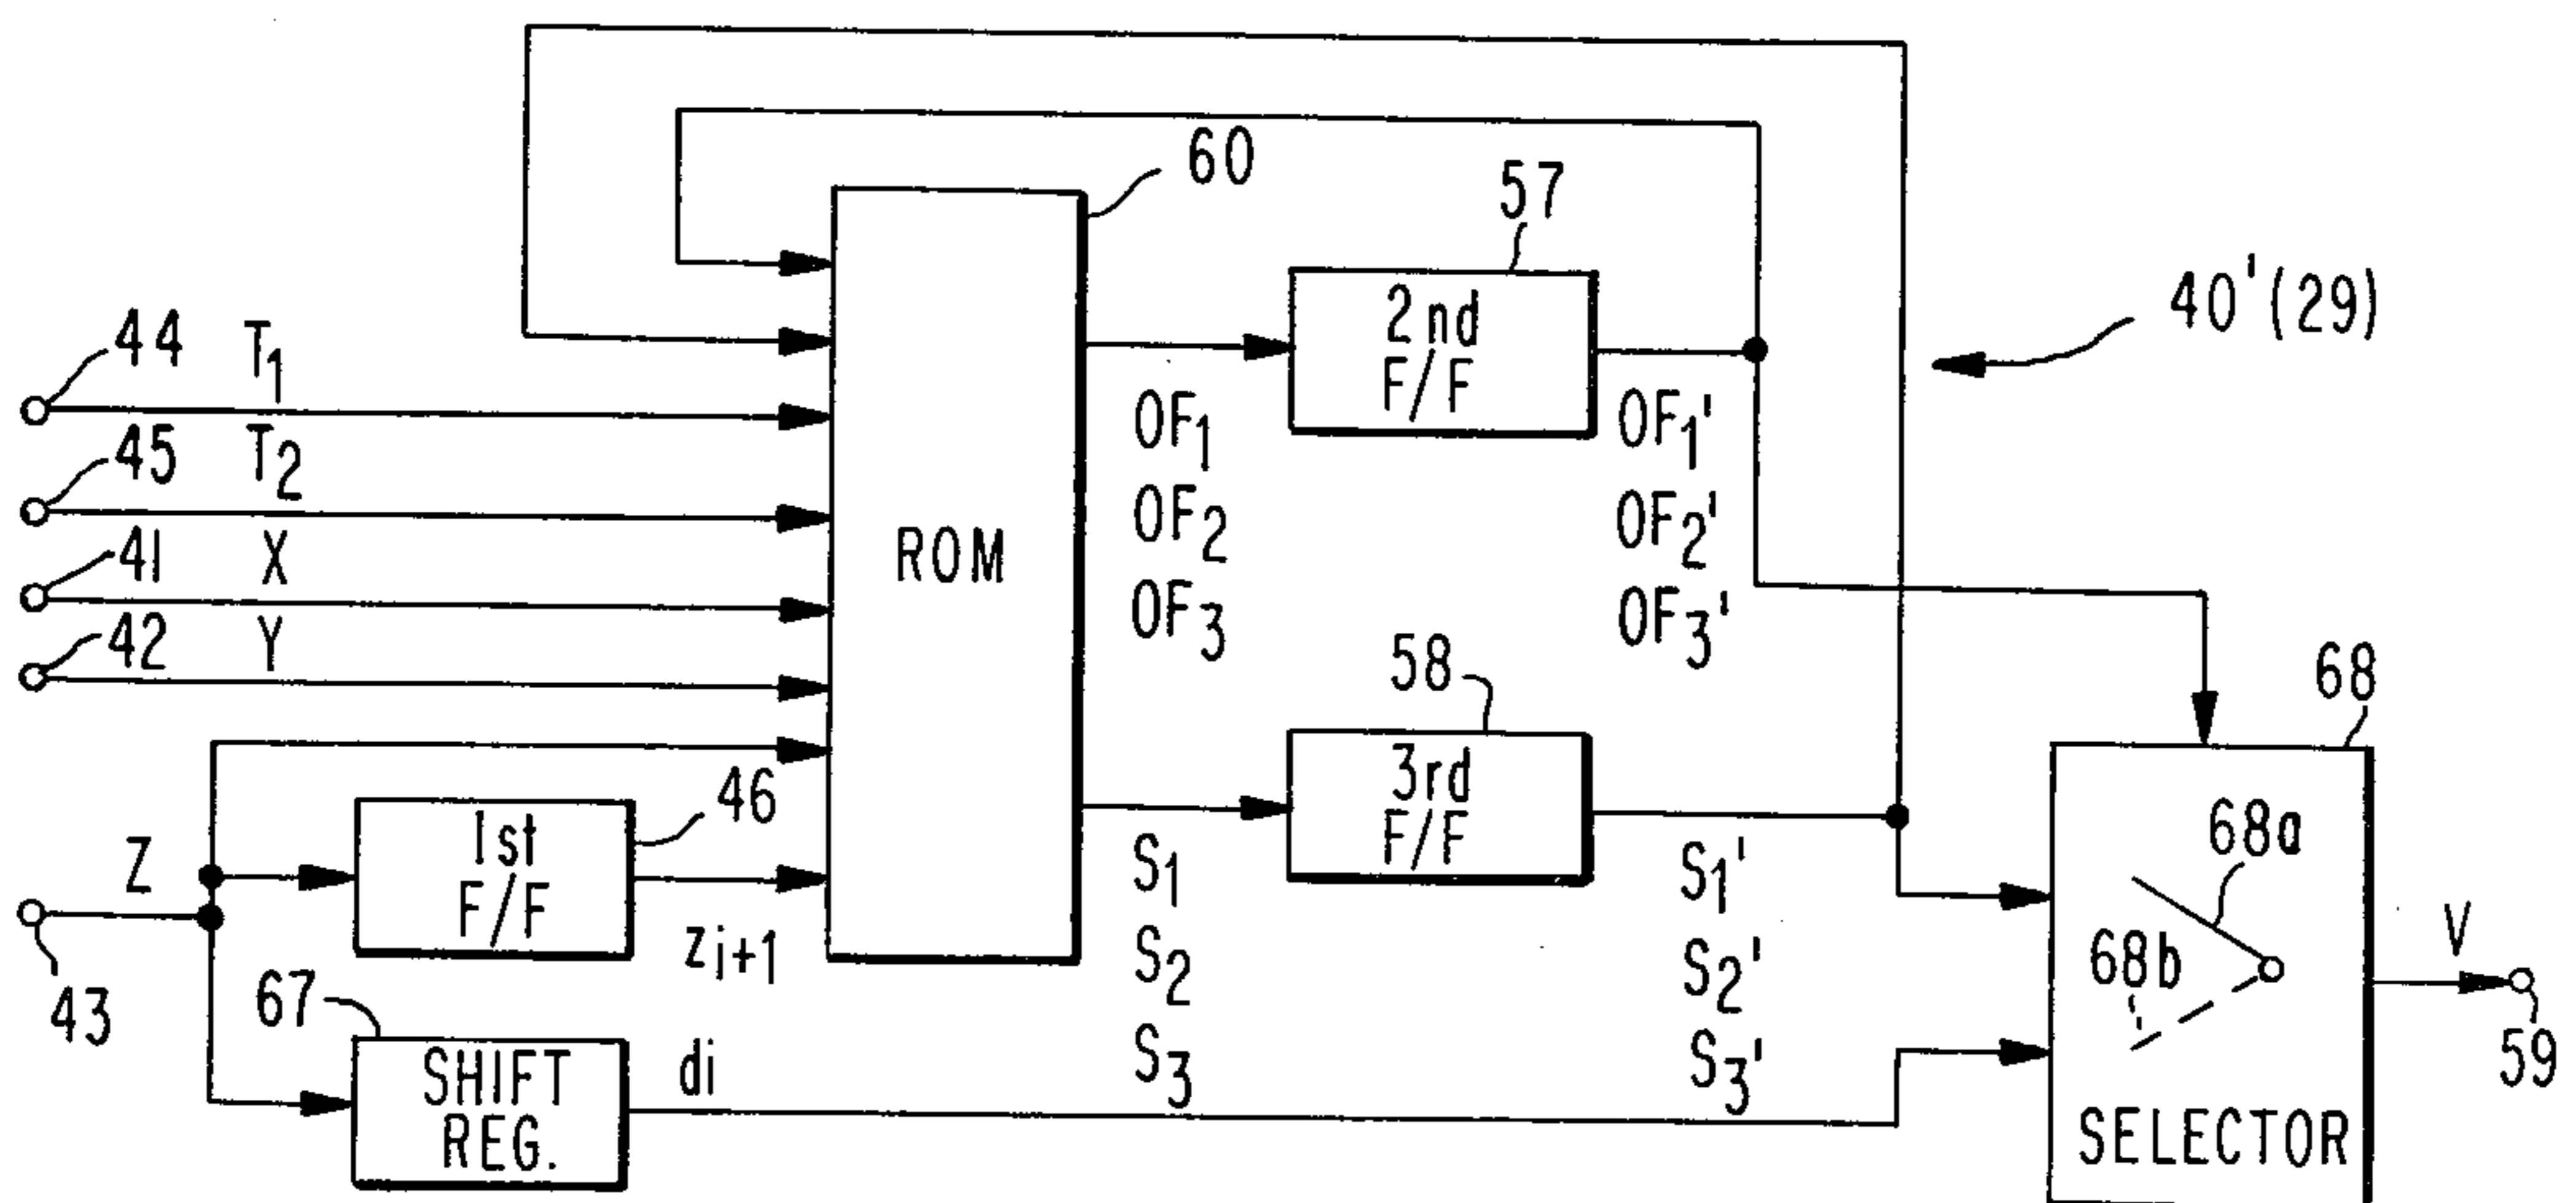 60
57
2nd
F/F
40'(29)
44
T1
45
T2
41
X
42
Y
ROM
OF1
OF2
OF3
OF1'
OF2'
OF3'
58
3rd
F/F
68
46
1st
F/F
Z
43
zi+1
67
SHIFT
REG.
di
S1
S2
S3
S1'
S2'
S3'
68a
68b
SELECTOR
V
59